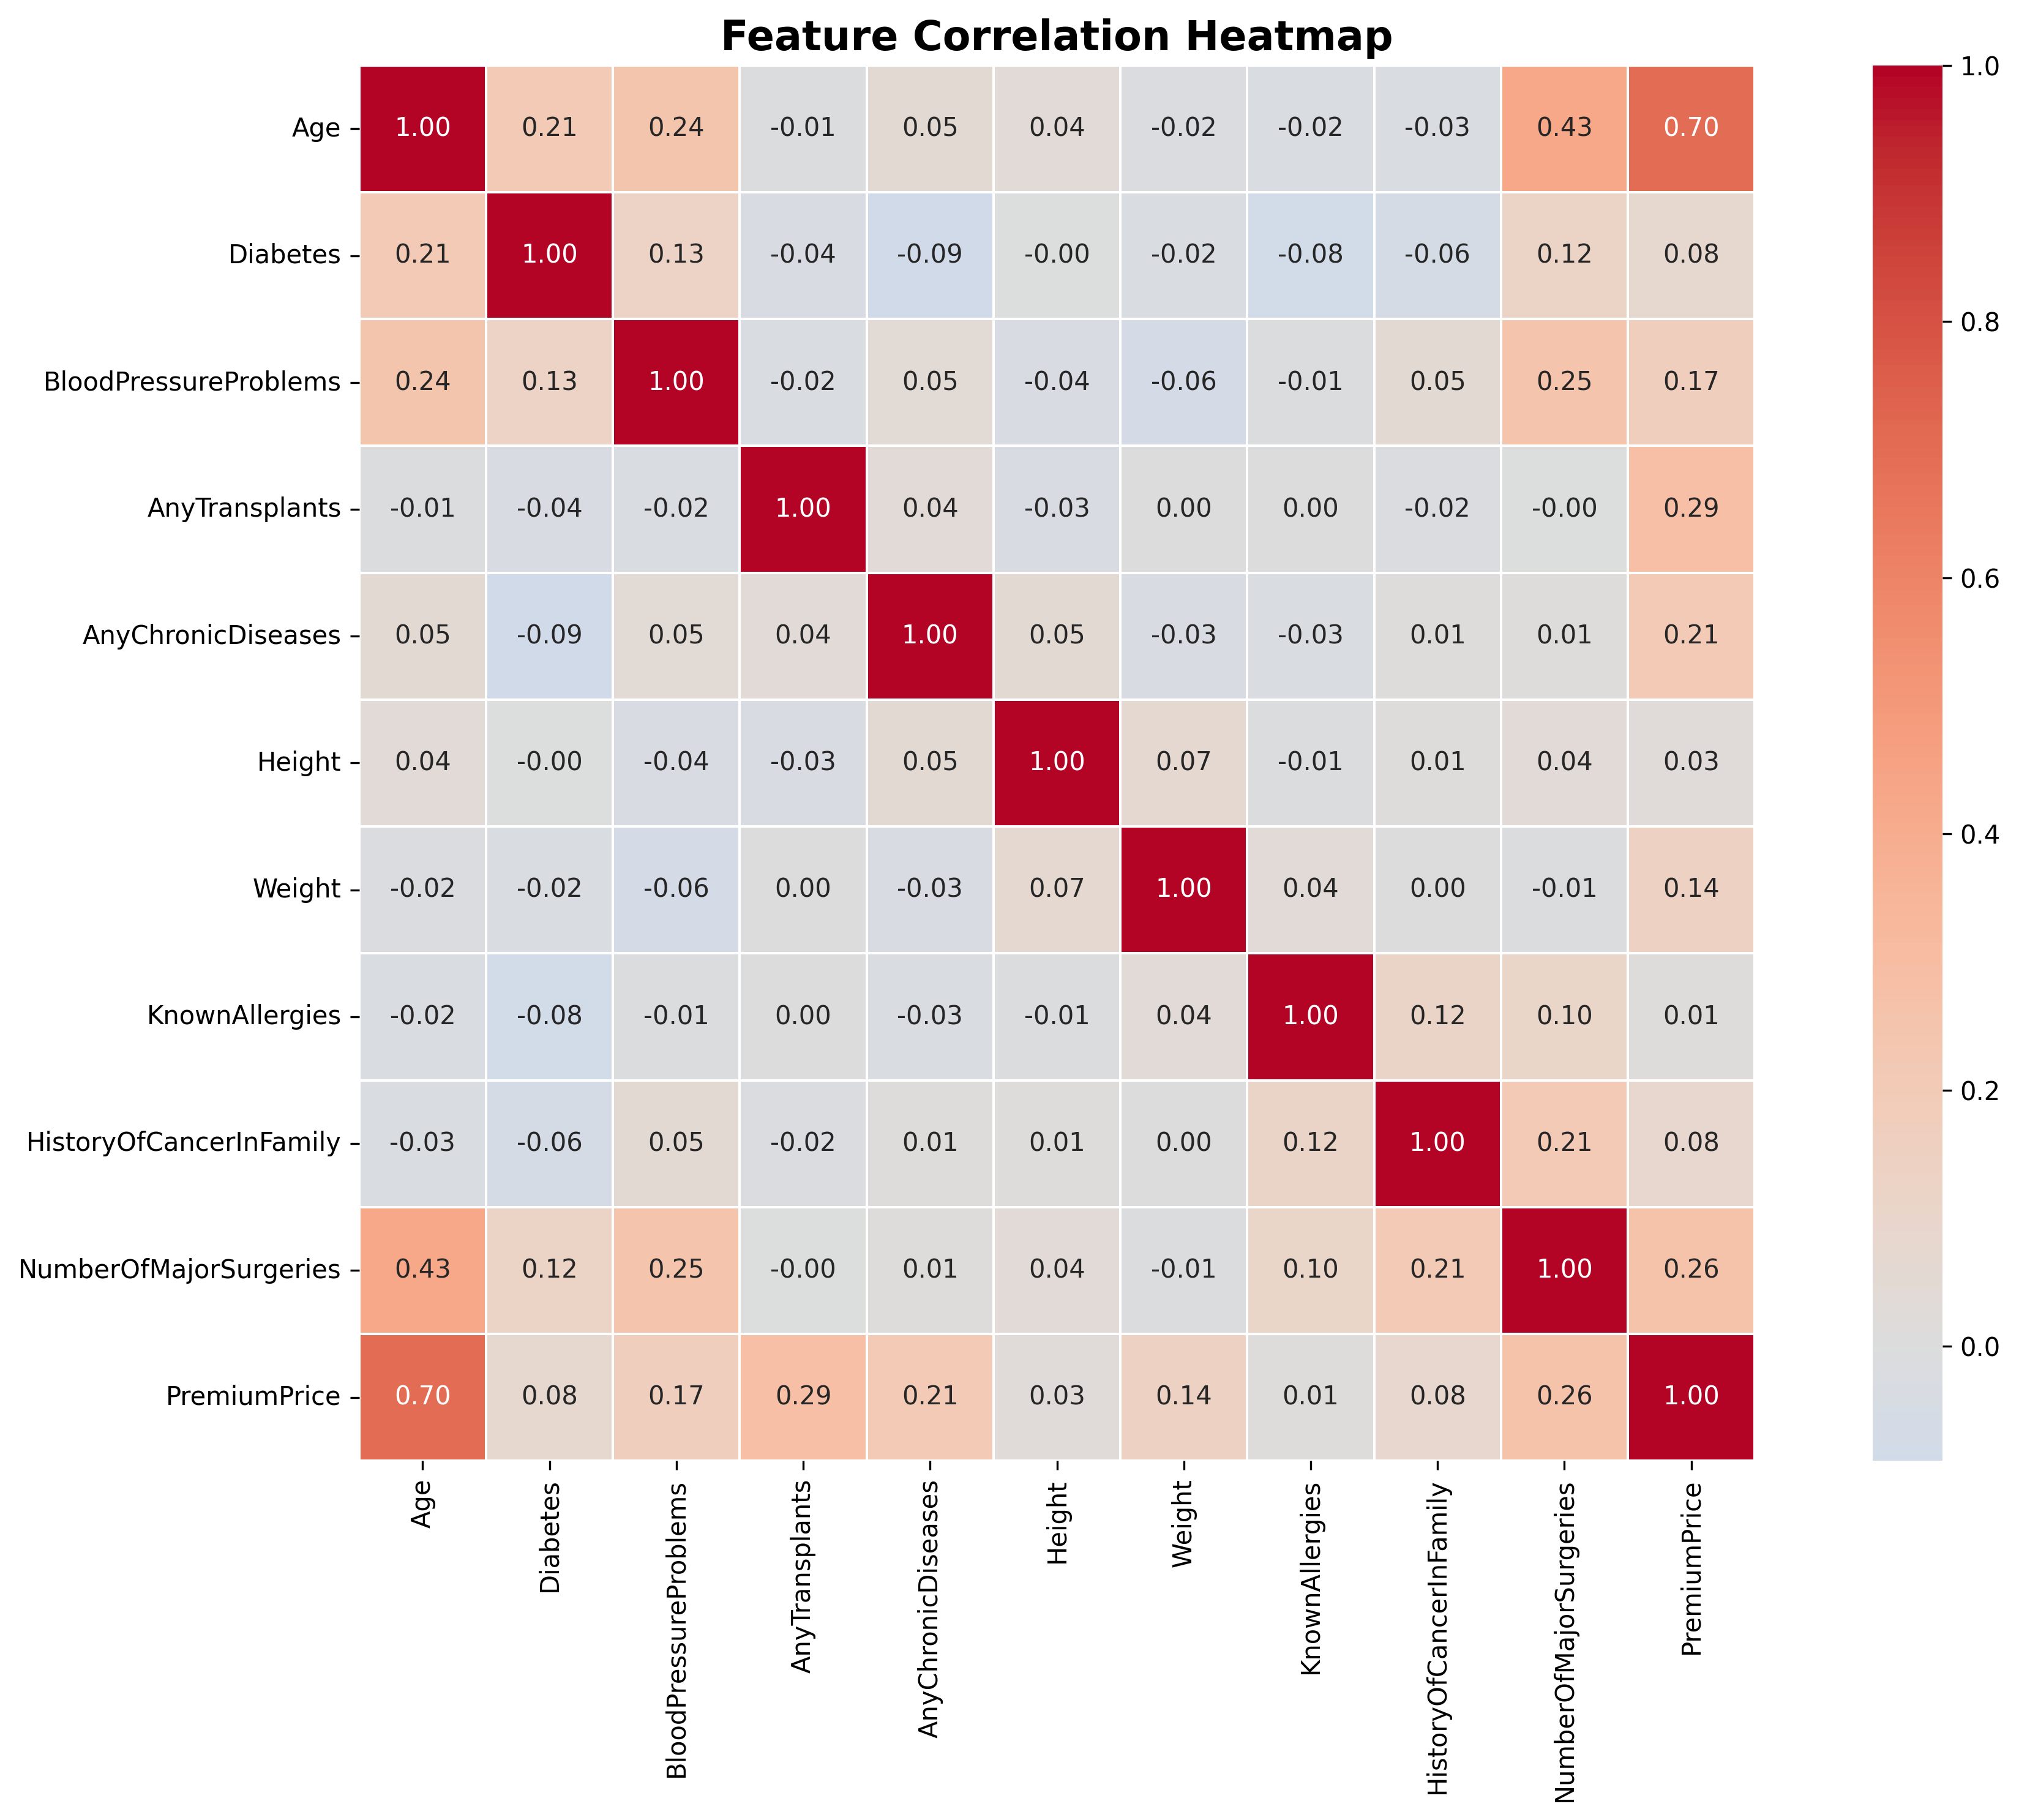 Feature Correlation Heatmap
Age 1.00 0.21 0.24 -0.01 0.05 0.04 -0.02 -0.02 -0.03 0.43 0.70
Diabetes 0.21 1.00 0.13 -0.04 -0.09 -0.00 -0.02 -0.08 -0.06 0.12 0.08
BloodPressureProblems 0.24 0.13 1.00 -0.02 0.05 -0.04 -0.06 -0.01 0.05 0.25 0.17
AnyTransplants -0.01 -0.04 -0.02 1.00 0.04 -0.03 0.00 0.00 -0.02 -0.00 0.29
AnyChronicDiseases 0.05 -0.09 0.05 0.04 1.00 0.05 -0.03 -0.03 0.01 0.01 0.21
Height 0.04 -0.00 -0.04 -0.03 0.05 1.00 0.07 -0.01 0.01 0.04 0.03
Weight -0.02 -0.02 -0.06 0.00 -0.03 0.07 1.00 0.04 0.00 -0.01 0.14
KnownAllergies -0.02 -0.08 -0.01 0.00 -0.03 -0.01 0.04 1.00 0.12 0.10 0.01
HistoryOfCancerInFamily -0.03 -0.06 0.05 -0.02 0.01 0.01 0.00 0.12 1.00 0.21 0.08
NumberOfMajorSurgeries 0.43 0.12 0.25 -0.00 0.01 0.04 -0.01 0.10 0.21 1.00 0.26
PremiumPrice 0.70 0.08 0.17 0.29 0.21 0.03 0.14 0.01 0.08 0.26 1.00
Age
Diabetes
BloodPressureProblems
AnyTransplants
AnyChronicDiseases
Height
Weight
KnownAllergies
HistoryOfCancerInFamily
NumberOfMajorSurgeries
PremiumPrice
1.0
0.8
0.6
0.4
0.2
0.0